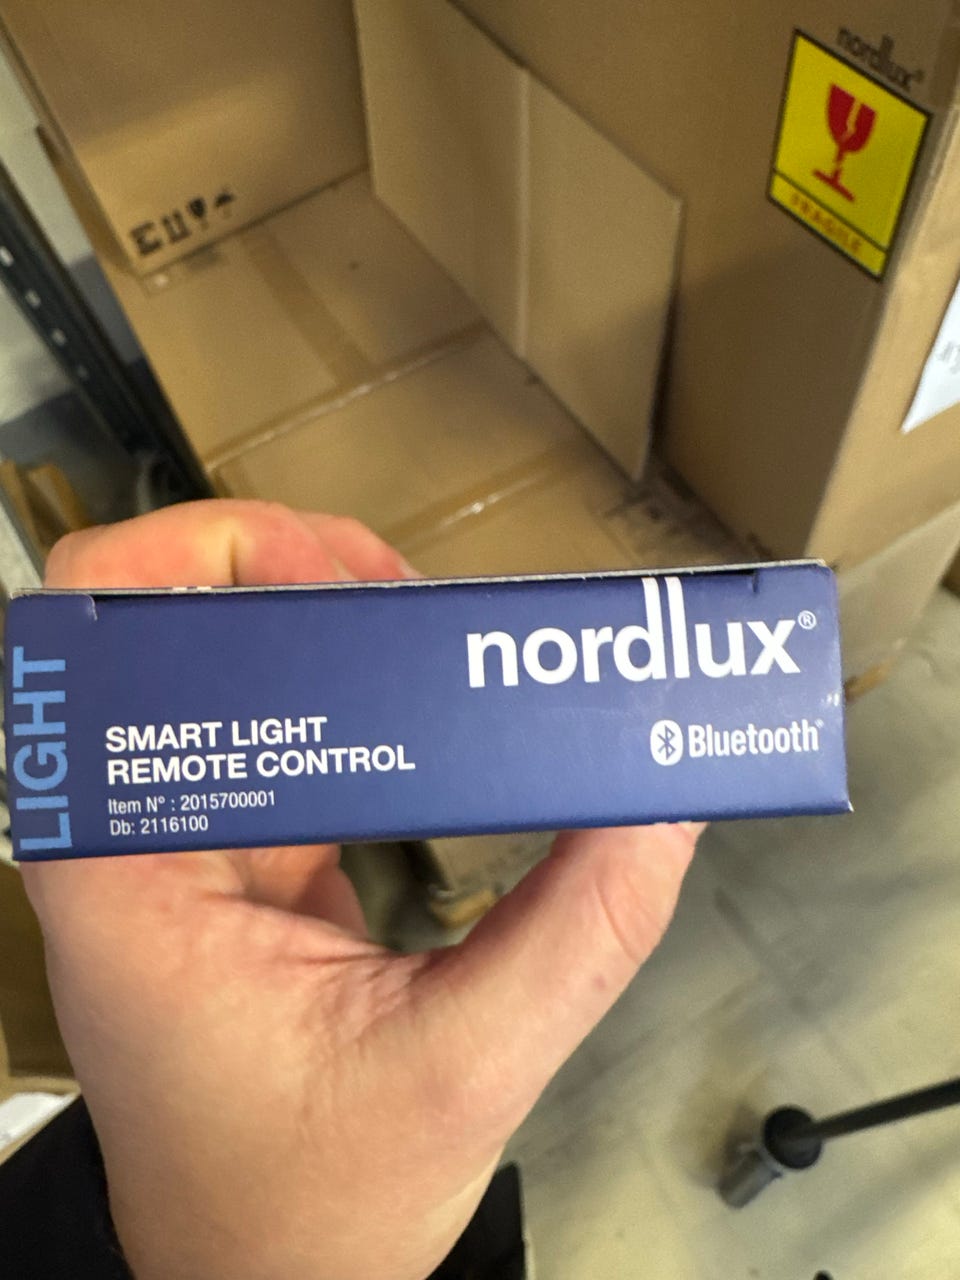 nordlux®
FRAGILE
LIGHT
nordlux®
SMART LIGHT
REMOTE CONTROL
Bluetooth®
Item N° : 2015700001
Db: 2116100